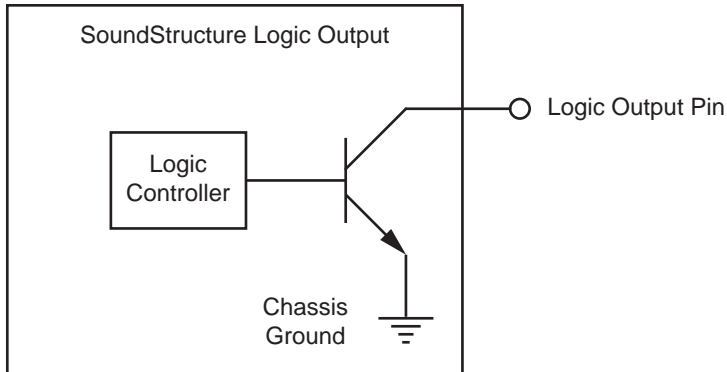 SoundStructure Logic Output
Logic Output Pin
Logic
Controller
Chassis
Ground